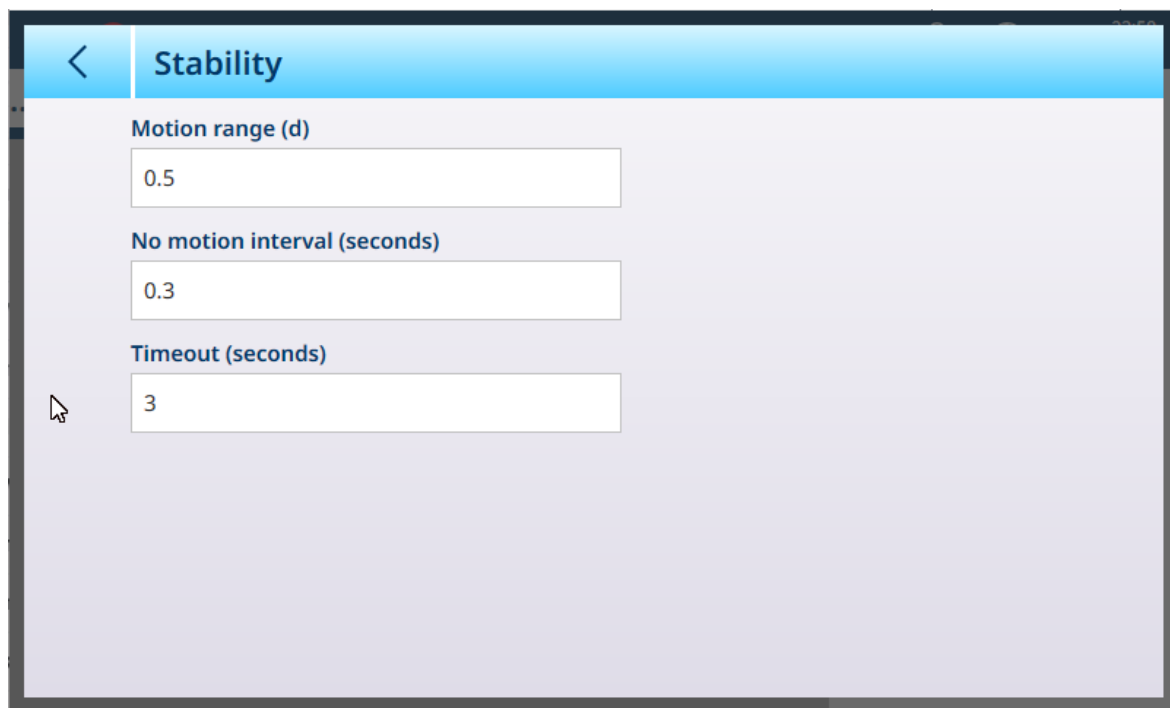 Stability
Motion range (d)
0.5
No motion interval (seconds)
0.3
Timeout (seconds)
3